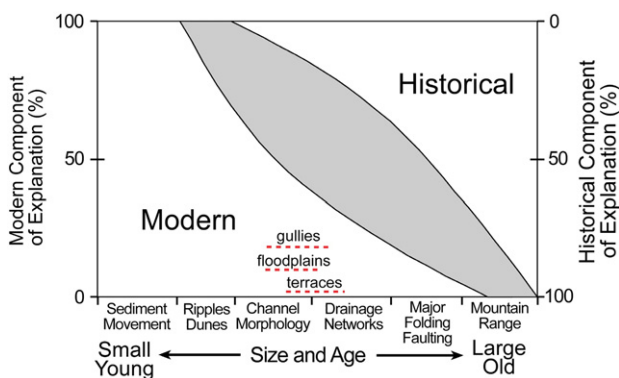 100
50
0
Modern Component
of Explanation (%)
0
50
100
Historical Component
of Explanation (%)
Historical
Modern
gullies
floodplains
terraces
Sediment
Movement
Ripples
Dunes
Channel
Morphology
Drainage
Networks
Major
Folding
Faulting
Mountain
Range
Small
Young
Size and Age
Large
Old